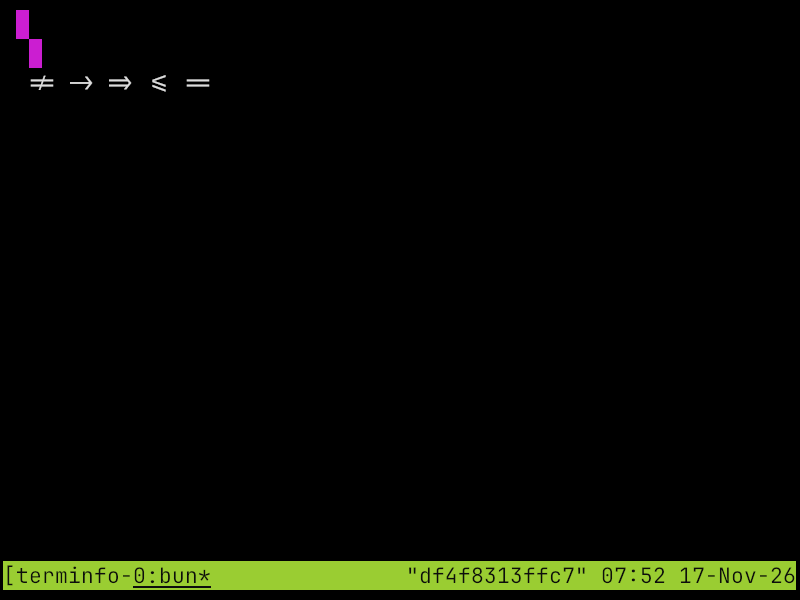 != -> => <= ==
[terminfo-0:bun* "df4f8313ffc7" 07:52 17-Nov-26